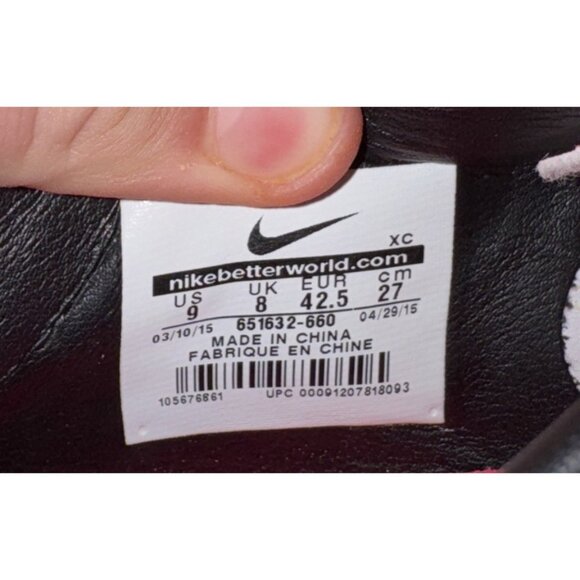 XC
nikebetterworld.com
US UK EUR cm
9 8 42.5 27
03/10/15 651632-660 04/29/15
MADE IN CHINA
FABRIQUE EN CHINE
105676861 UPC 00091207818093